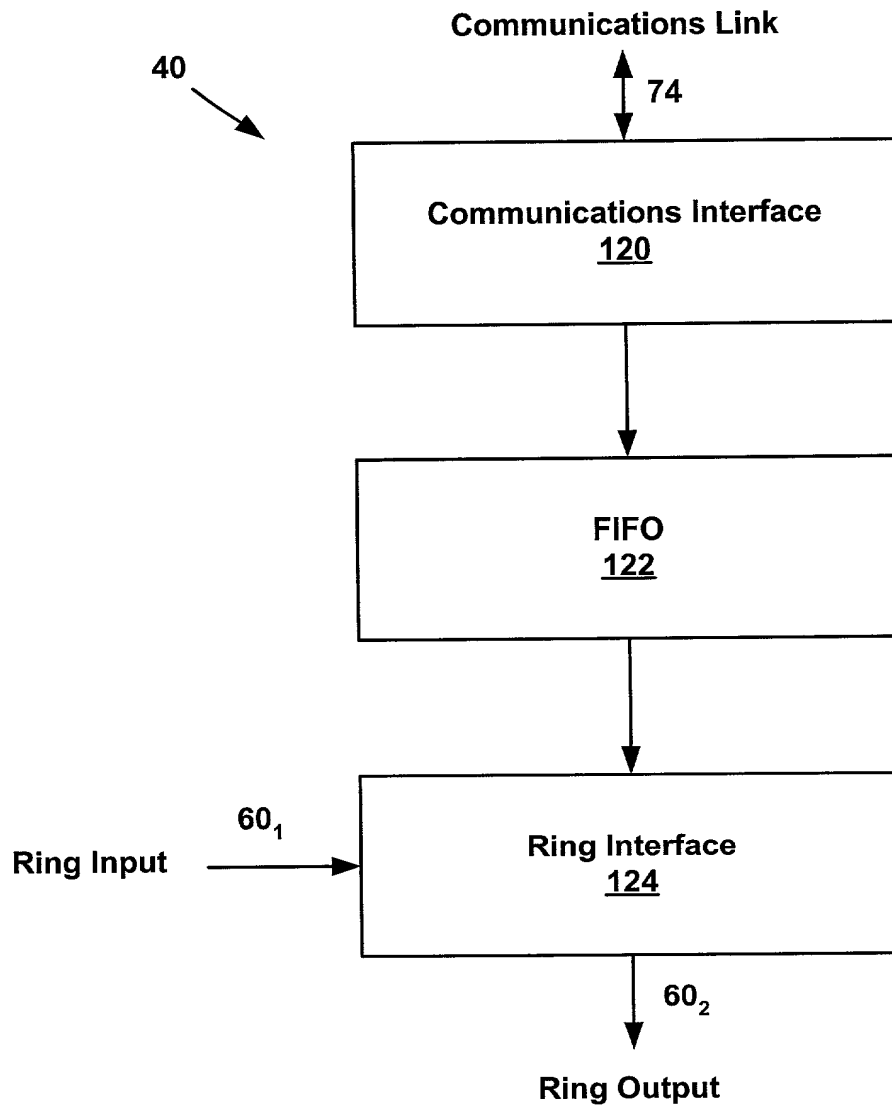 Communications Link
40
74
Communications Interface
120
FIFO
122
60₁
Ring Input
Ring Interface
124
60₂
Ring Output